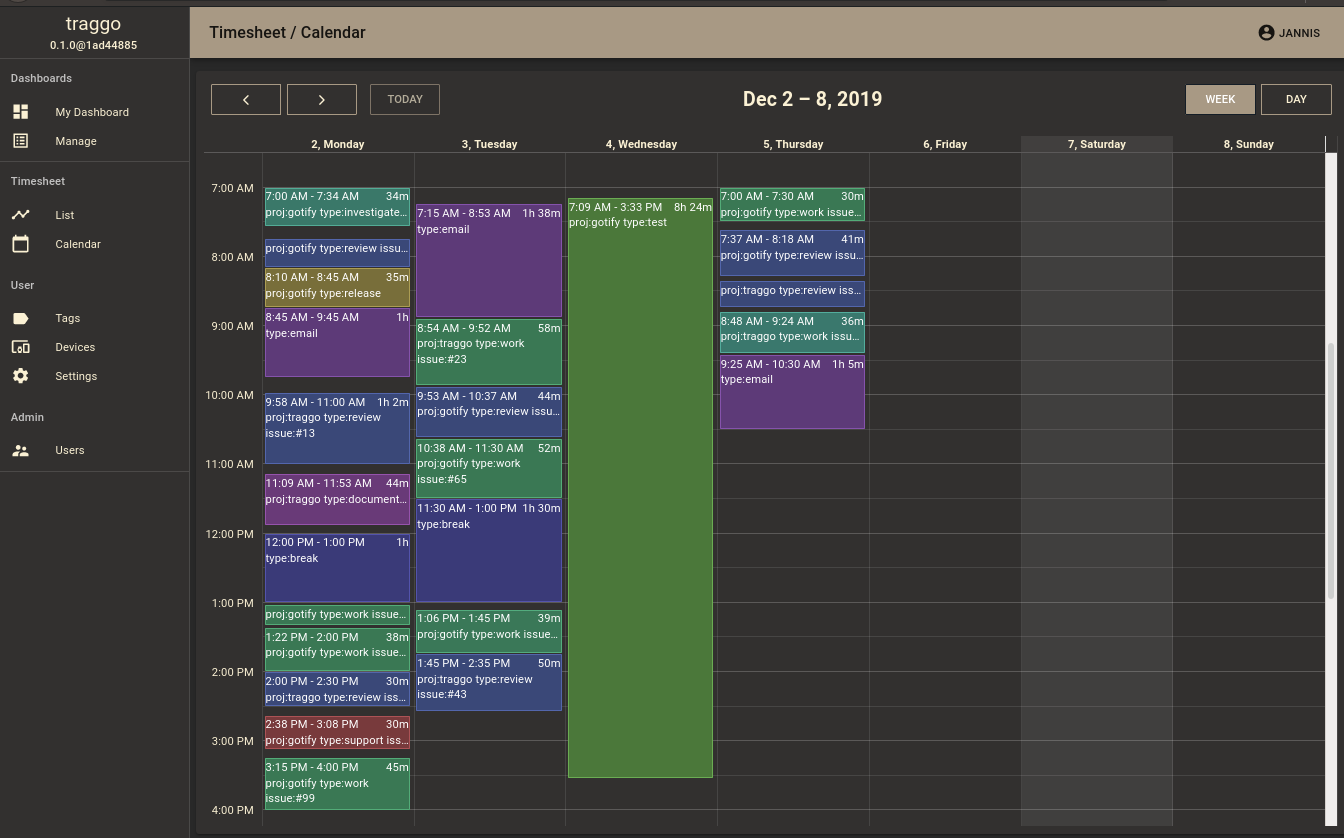 traggo
0.1.0@1ad44885
Dashboards
My Dashboard
Manage
Timesheet
List
Calendar
User
Tags
Devices
Settings
Admin
Users
Timesheet / Calendar
JANNIS
TODAY
Dec 2 – 8, 2019
WEEK
DAY
2, Monday
3, Tuesday
4, Wednesday
5, Thursday
6, Friday
7, Saturday
8, Sunday
7:00 AM
8:00 AM
9:00 AM
10:00 AM
11:00 AM
12:00 PM
1:00 PM
2:00 PM
3:00 PM
4:00 PM
7:00 AM - 7:34 AM 34m
proj:gotify type:investigate...
proj:gotify type:review issu...
8:10 AM - 8:45 AM 35m
proj:gotify type:release
8:45 AM - 9:45 AM 1h
type:email
9:58 AM - 11:00 AM 1h 2m
proj:traggo type:review
issue:#13
11:09 AM - 11:53 AM 44m
proj:traggo type:document...
12:00 PM - 1:00 PM 1h
type:break
proj:gotify type:work issue...
1:22 PM - 2:00 PM 38m
proj:gotify type:work issue...
2:00 PM - 2:30 PM 30m
proj:traggo type:review iss...
2:38 PM - 3:08 PM 30m
proj:gotify type:support iss...
3:15 PM - 4:00 PM 45m
proj:gotify type:work
issue:#99
7:15 AM - 8:53 AM 1h 38m
type:email
8:54 AM - 9:52 AM 58m
proj:traggo type:work
issue:#23
9:53 AM - 10:37 AM 44m
proj:gotify type:review issu...
10:38 AM - 11:30 AM 52m
proj:gotify type:work
issue:#65
11:30 AM - 1:00 PM 1h 30m
type:break
1:06 PM - 1:45 PM 39m
proj:gotify type:work issue...
1:45 PM - 2:35 PM 50m
proj:traggo type:review
issue:#43
7:09 AM - 3:33 PM 8h 24m
proj:gotify type:test
7:00 AM - 7:30 AM 30m
proj:gotify type:work issue...
7:37 AM - 8:18 AM 41m
proj:gotify type:review issu...
proj:traggo type:review iss...
8:48 AM - 9:24 AM 36m
proj:traggo type:work issu...
9:25 AM - 10:30 AM 1h 5m
type:email